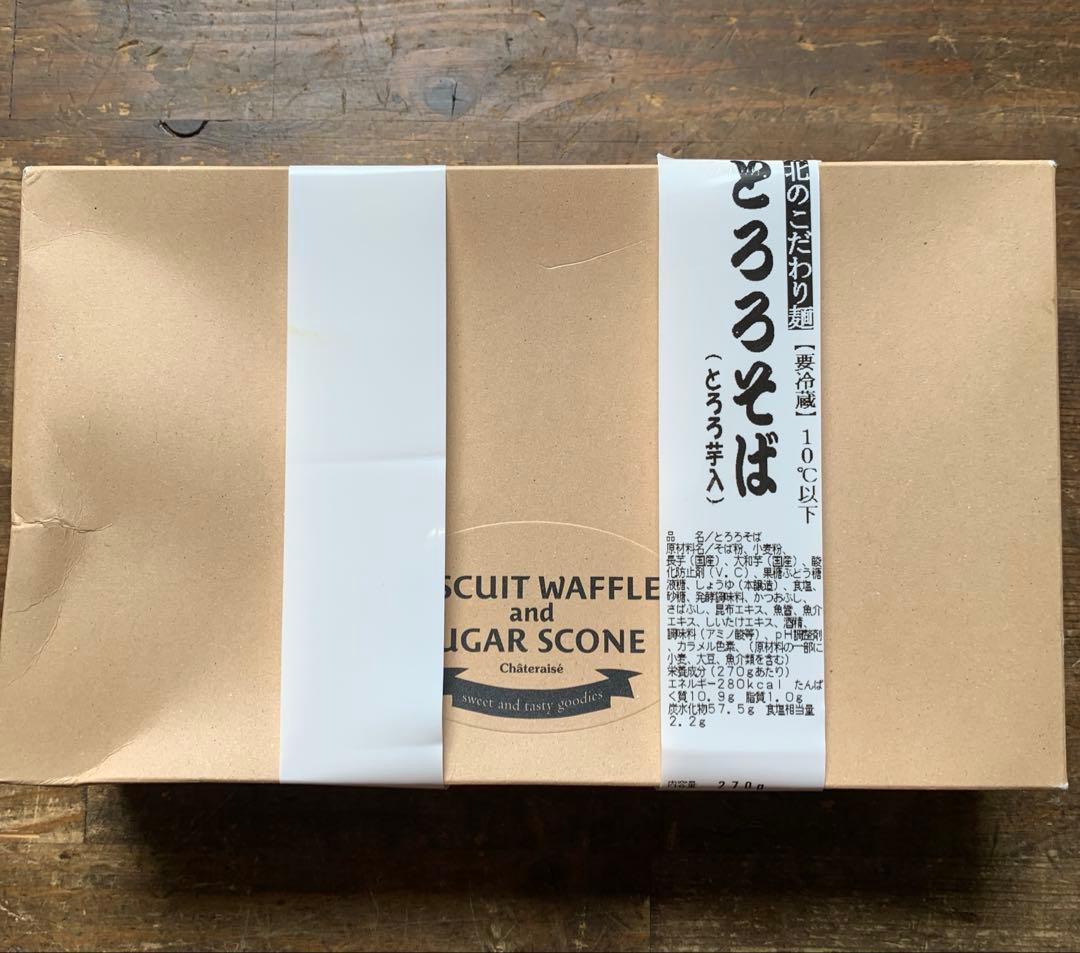 北のこだわり麺【要冷蔵】10℃以下
とろろそば
(とろろ芋入)
品 名/とろろそば
原材料名/そば粉、小麦粉、
長芋(国産)、大和芋(国産)、酸
化防止剤(V.C)、果糖ぶどう糖
液糖、しょうゆ(本醸造)、食塩、
砂糖、発酵調味料、かつおぶし、
さばぶし、昆布エキス、魚醤、魚介
エキス、しいたけエキス、酒精、
調味料(アミノ酸等)、pH調整剤
、カラメル色素、(原材料の一部に
小麦、大豆、魚介類を含む)
栄養成分(270gあたり)
エネルギー280kcal たんぱ
く質10.9g 脂質1.0g
炭水化物57.5g 食塩相当量
2.2g
内容量 270g
SCUIT WAFFLE
and
UGAR SCONE
Châteraisé
sweet and tasty goodies